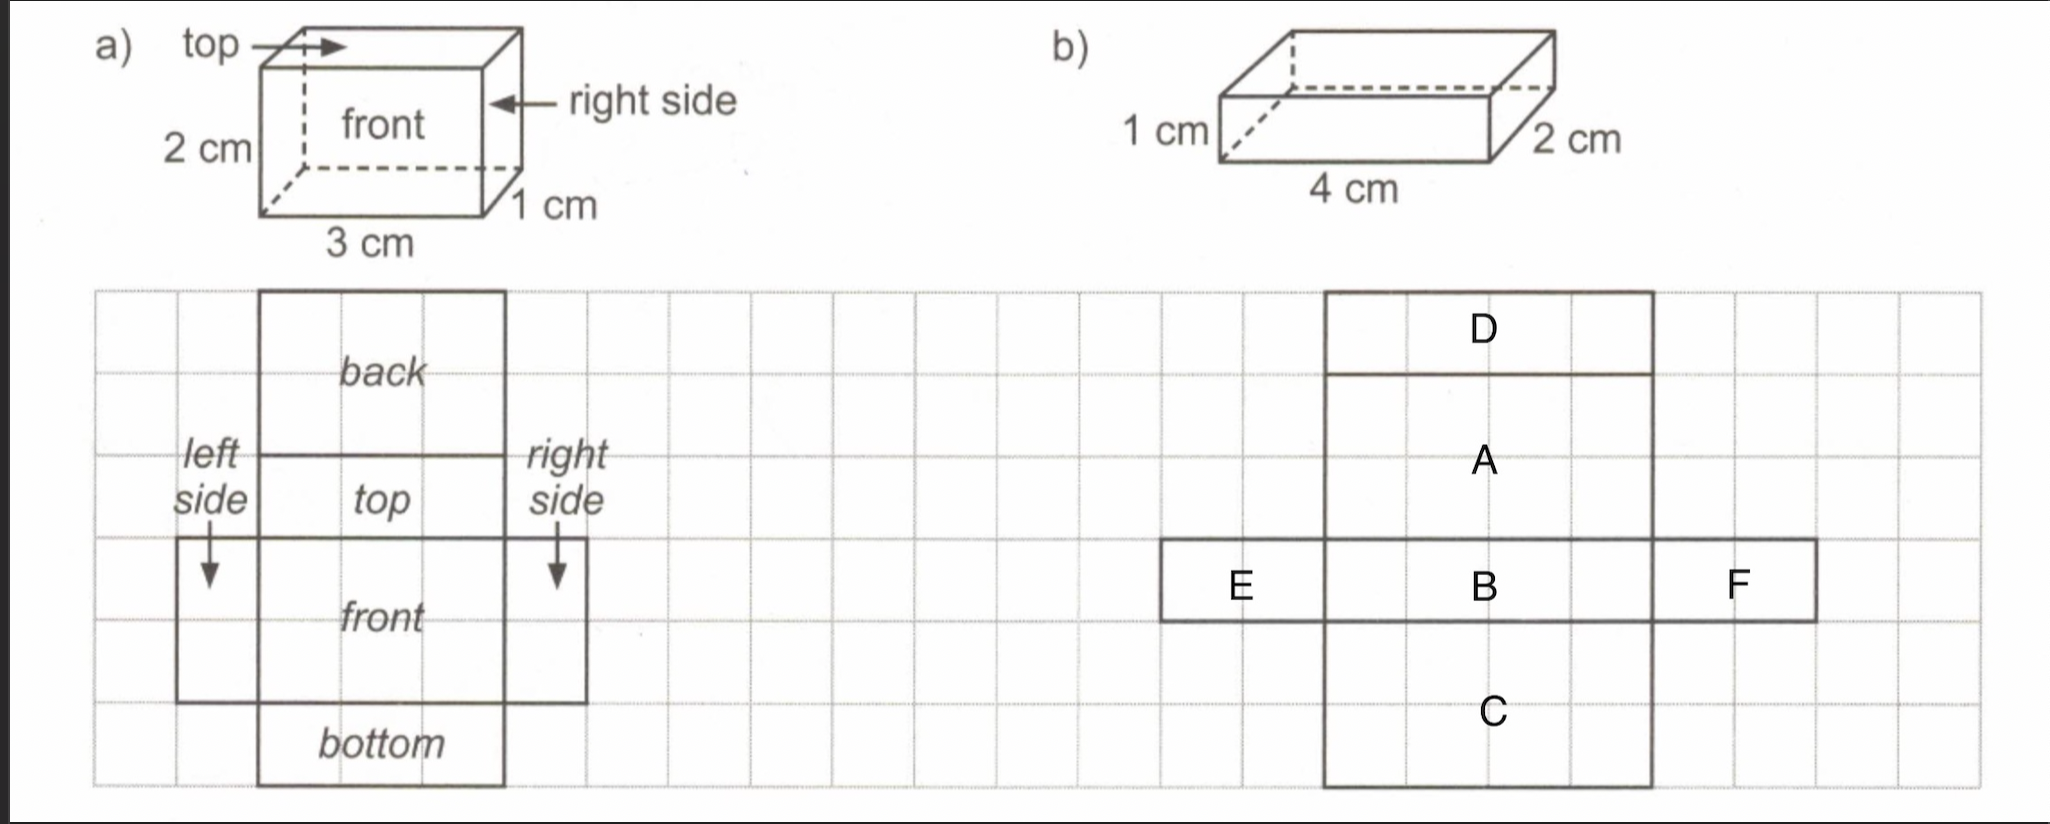 a) top
front
right side
2 cm
1 cm
3 cm
b)
1 cm
2 cm
4 cm
back
left side
right side
top
front
bottom
D
A
E B F
C